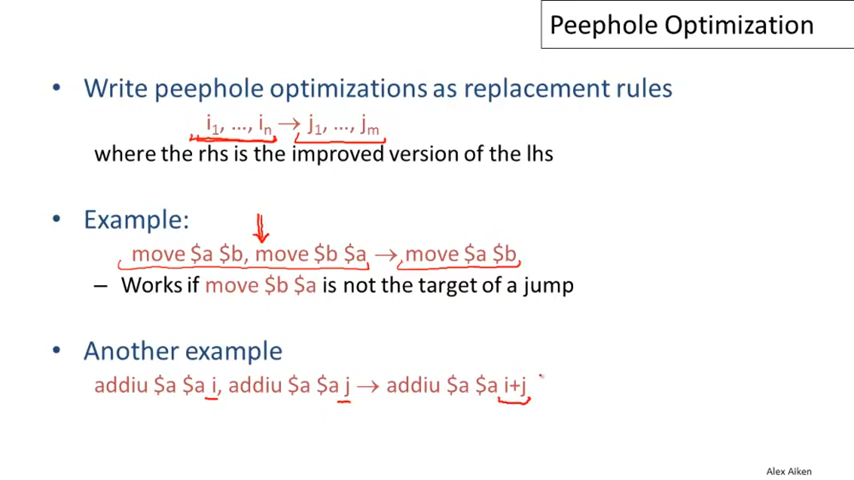 Peephole Optimization
• Write peephole optimizations as replacement rules
i₁, ..., iₙ → j₁, ..., jₘ
where the rhs is the improved version of the lhs
• Example:
move $a $b, move $b $a → move $a $b
– Works if move $b $a is not the target of a jump
• Another example
addiu $a $a i, addiu $a $a j → addiu $a $a i+j
Alex Aiken